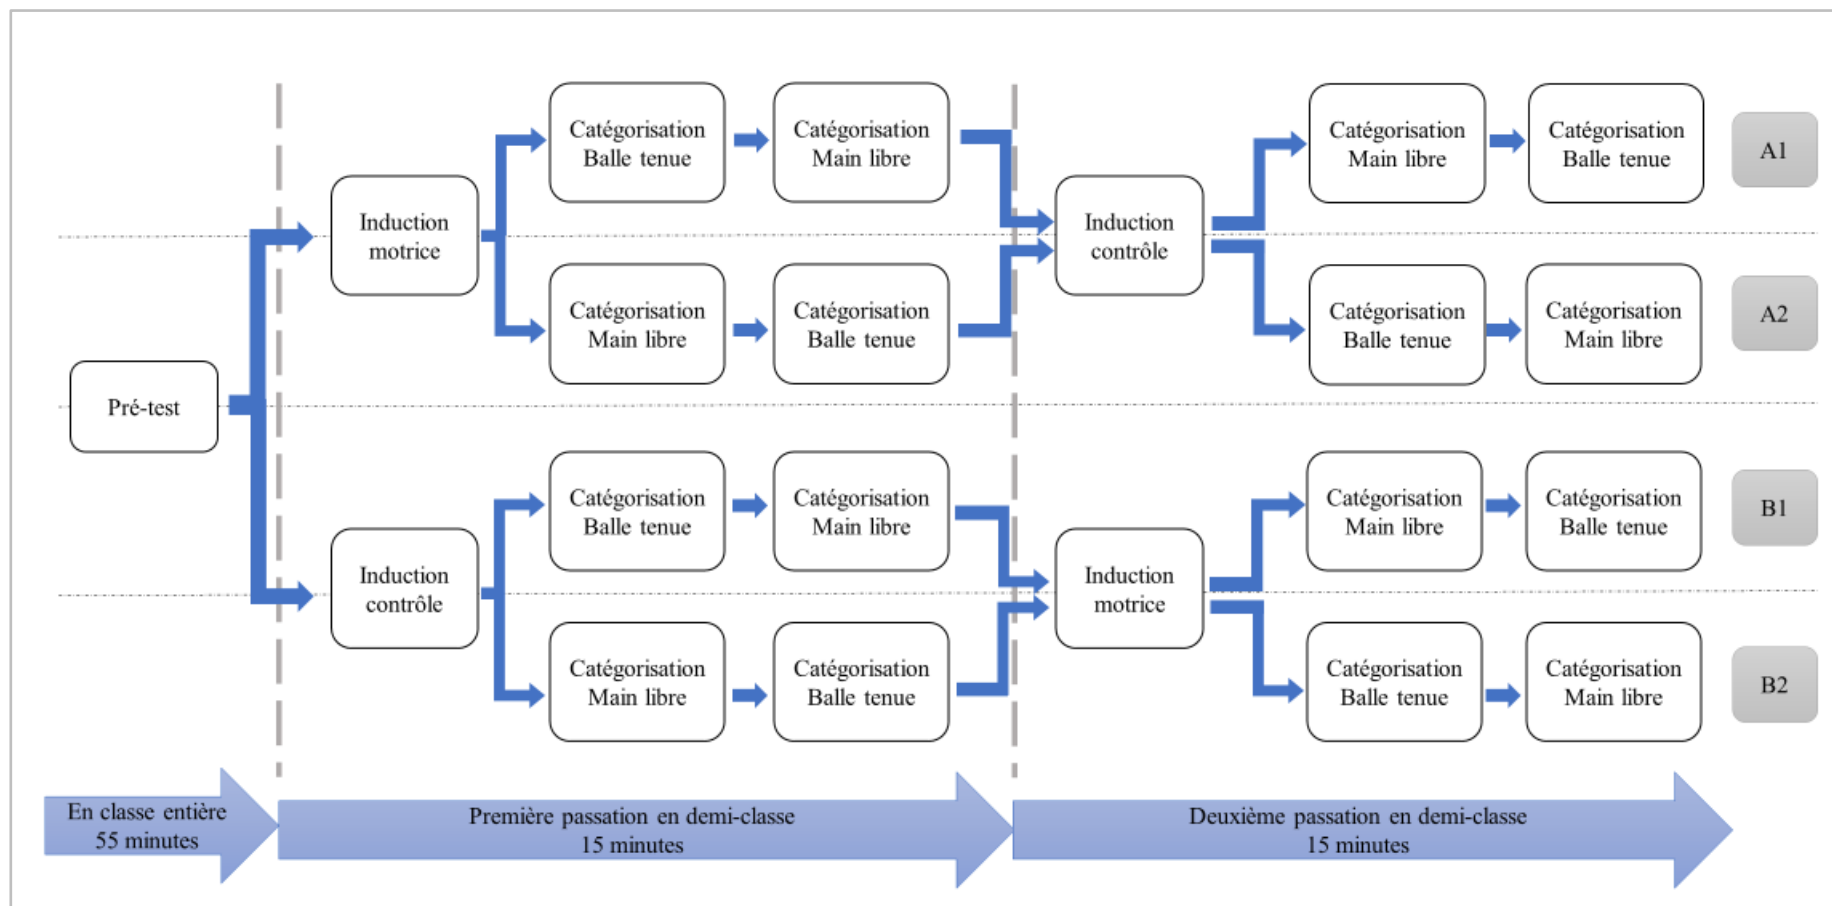 Pré-test
Induction
motrice
Induction
contrôle
Catégorisation
Balle tenue
Catégorisation
Main libre
Catégorisation
Main libre
Catégorisation
Balle tenue
Catégorisation
Balle tenue
Catégorisation
Main libre
Catégorisation
Main libre
Catégorisation
Balle tenue
Induction
contrôle
Induction
motrice
Catégorisation
Main libre
Catégorisation
Balle tenue
A1
Catégorisation
Balle tenue
Catégorisation
Main libre
A2
Catégorisation
Main libre
Catégorisation
Balle tenue
B1
Catégorisation
Balle tenue
Catégorisation
Main libre
B2
En classe entière
55 minutes
Première passation en demi-classe
15 minutes
Deuxième passation en demi-classe
15 minutes